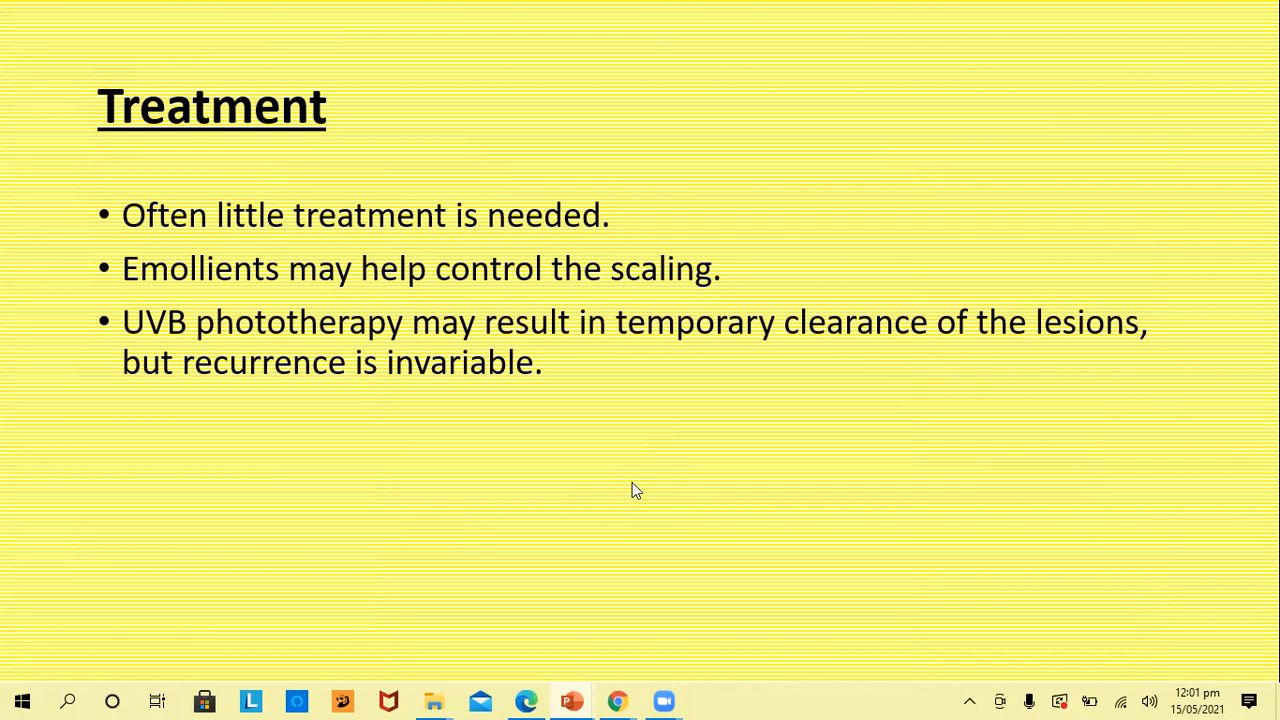 Treatment
• Often little treatment is needed.
• Emollients may help control the scaling.
• UVB phototherapy may result in temporary clearance of the lesions,
but recurrence is invariable.
L
P
12:01 pm
15/05/2021